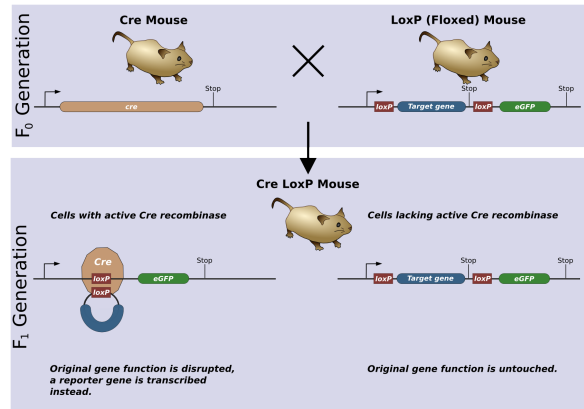 Cre Mouse
LoxP (Floxed) Mouse
F0 Generation
Stop
cre
Stop
Stop
loxP
Target gene
loxP
eGFP
Cre LoxP Mouse
F1 Generation
Cells with active Cre recombinase
Cells lacking active Cre recombinase
Cre
loxP
loxP
eGFP
Stop
Stop
Stop
loxP
Target gene
loxP
eGFP
Original gene function is disrupted,
a reporter gene is transcribed
instead.
Original gene function is untouched.